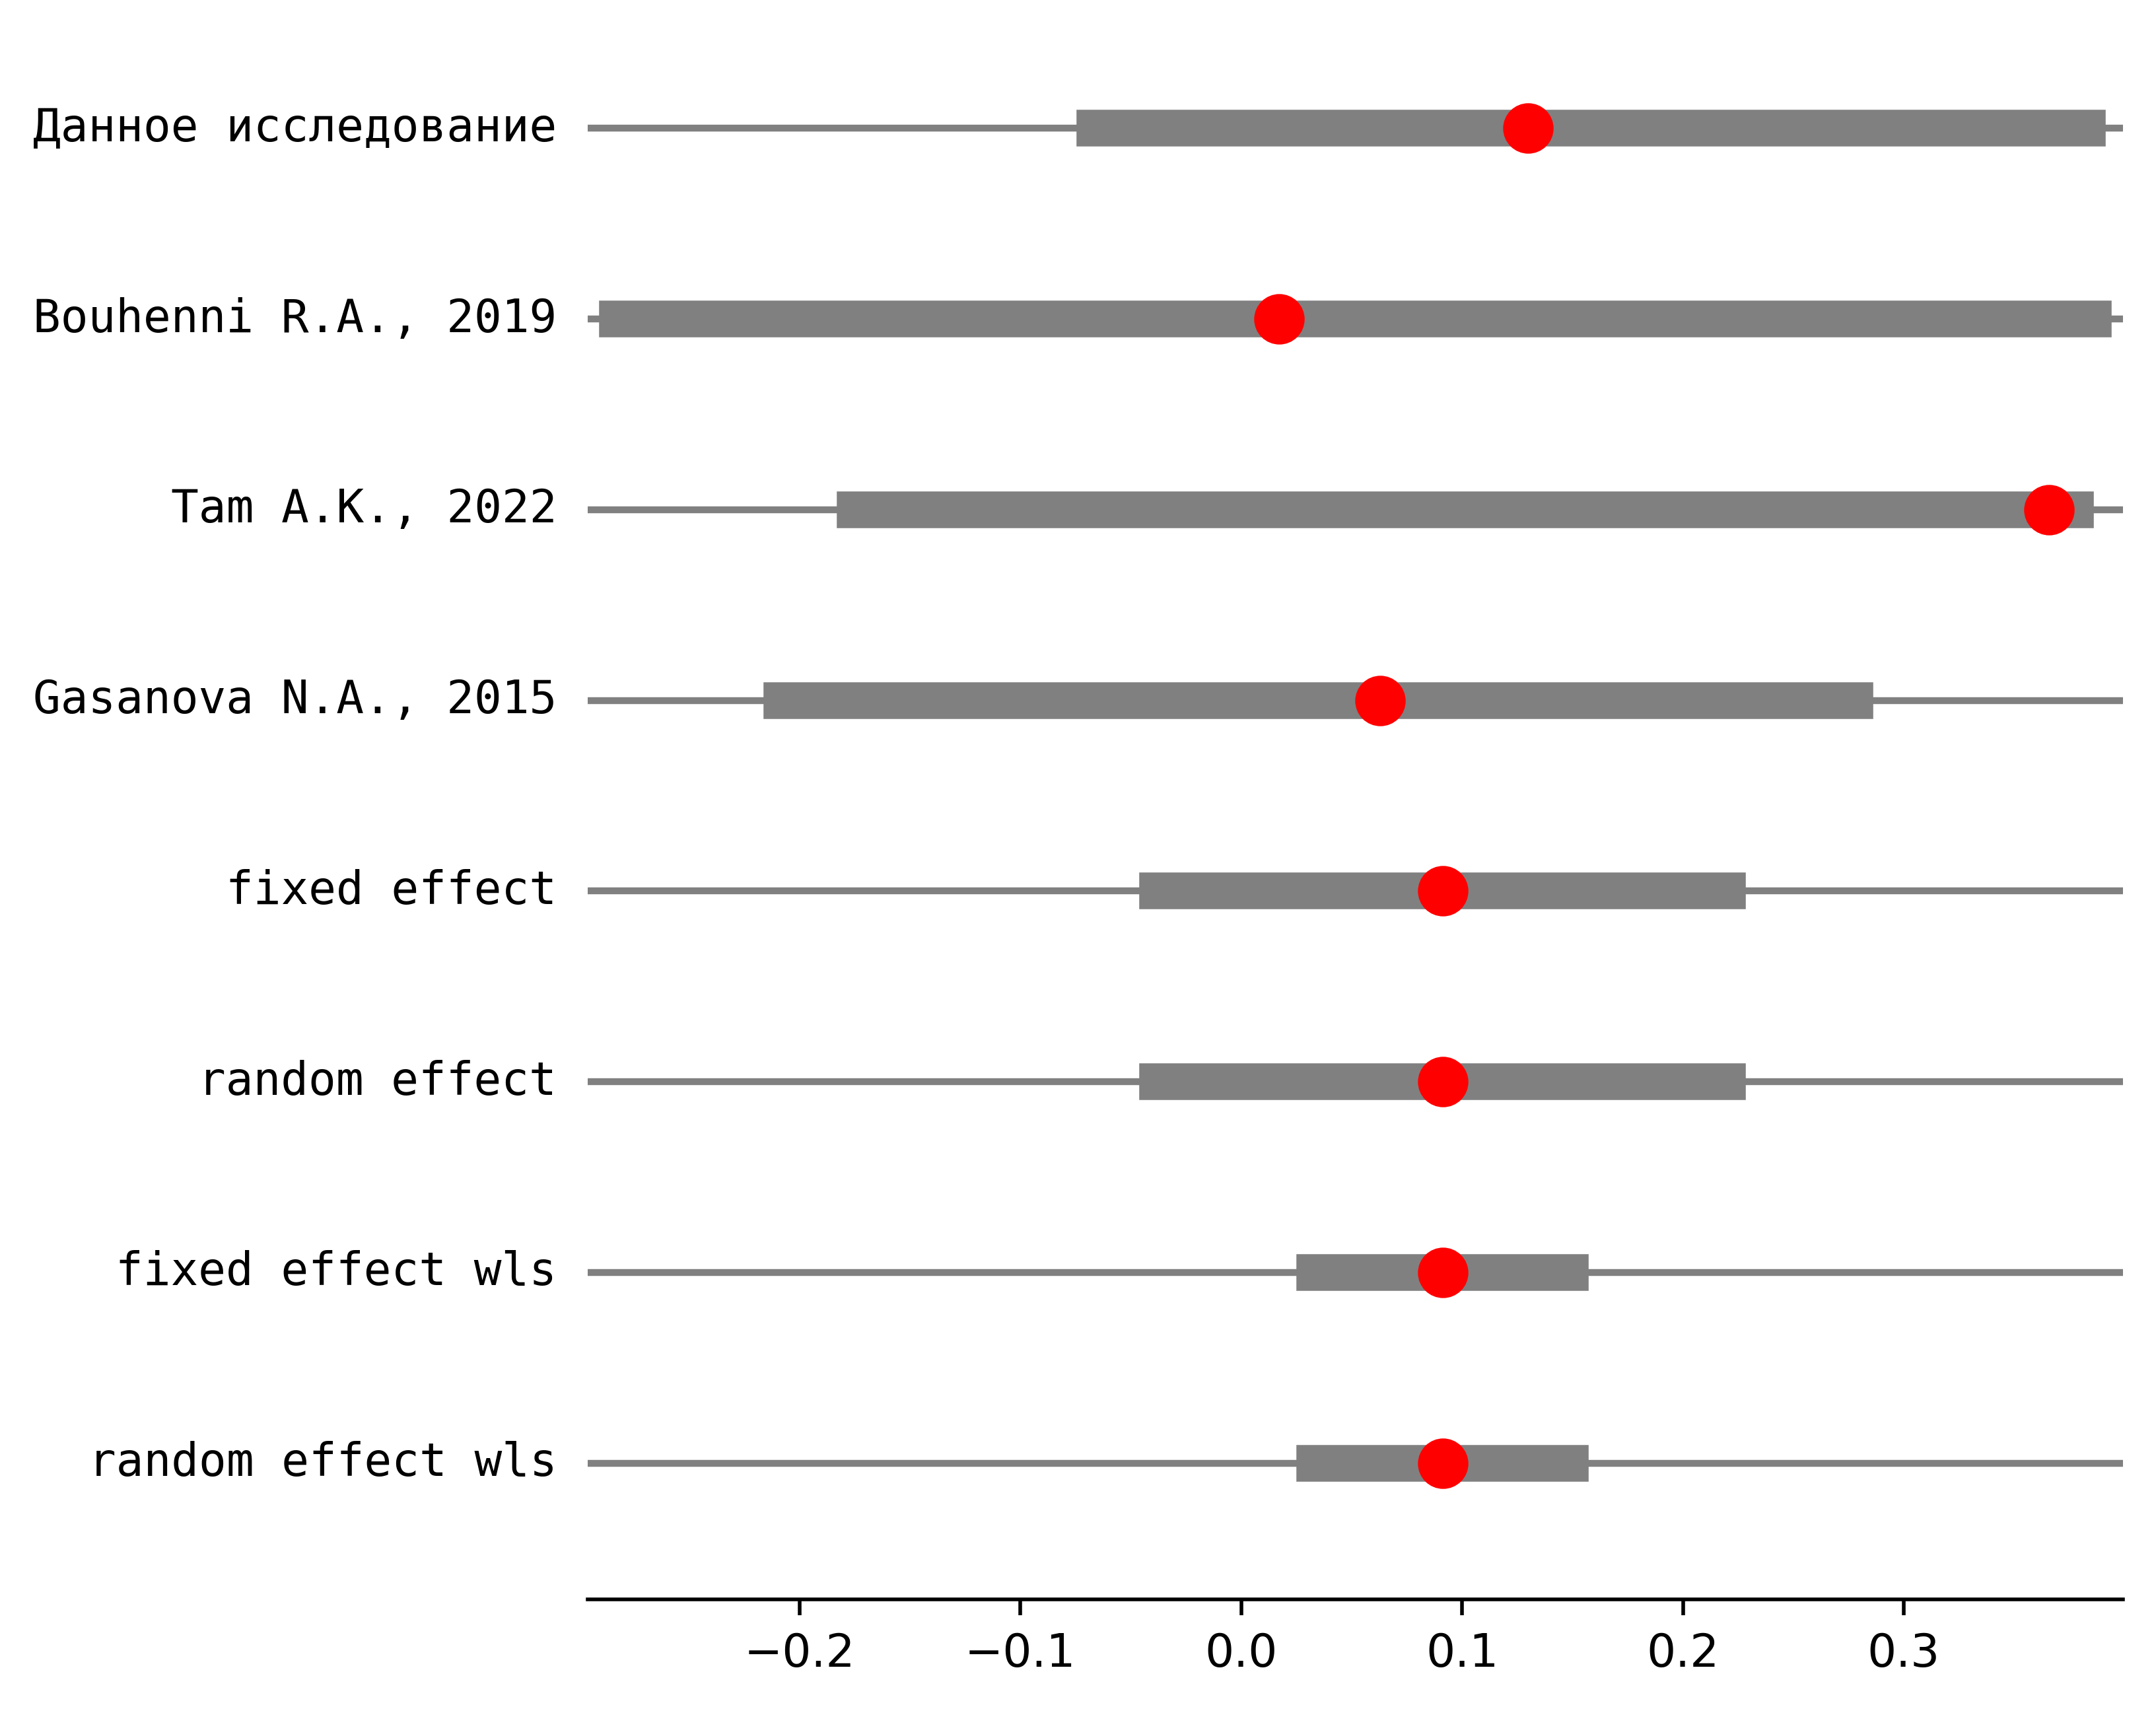 Данное исследование
Bouhenni R.A., 2019
Tam A.K., 2022
Gasanova N.A., 2015
fixed effect
random effect
fixed effect wls
random effect wls
−0.2 −0.1 0.0 0.1 0.2 0.3